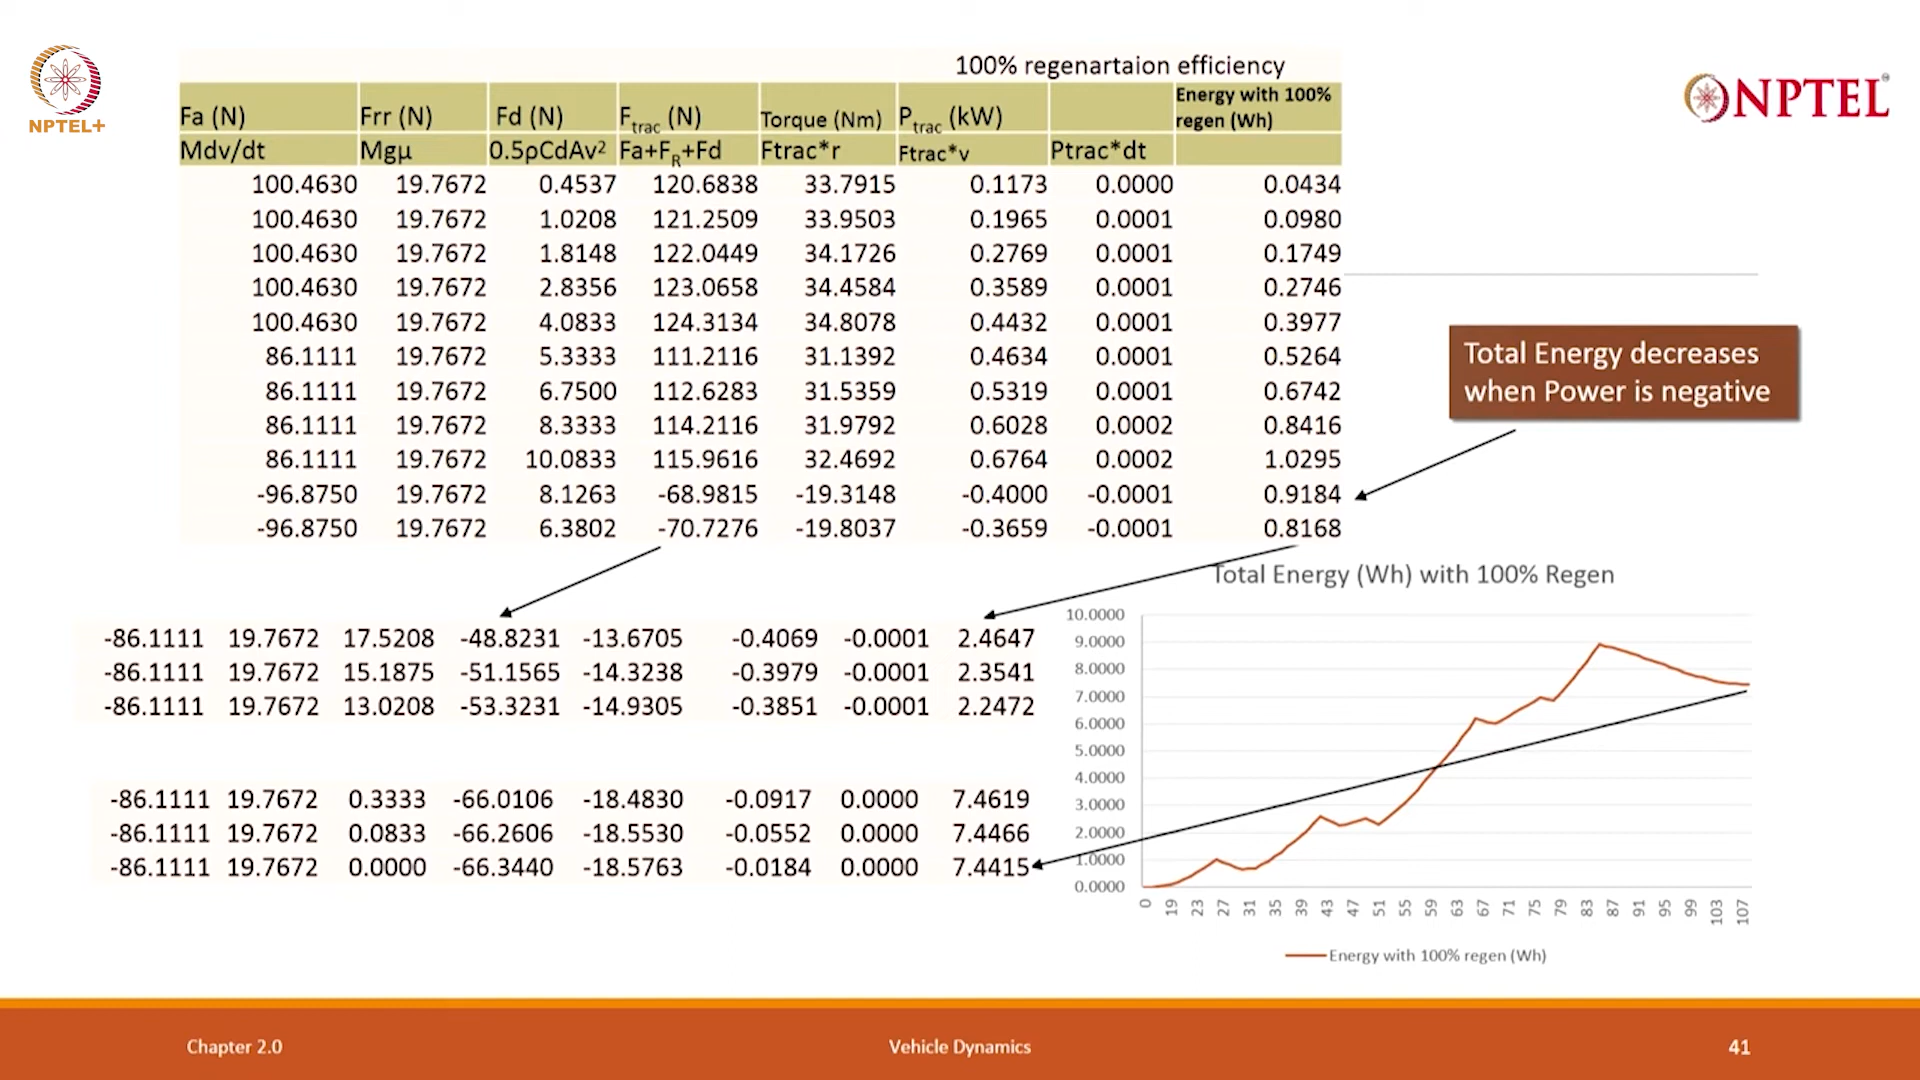 NPTEL+
NPTEL
100% regenartaion efficiency
Fa (N) Frr (N) Fd (N) Ftrac (N) Torque (Nm) Ptrac (kW) Energy with 100% regen (Wh)
Mdv/dt Mgμ 0.5ρCdAv² Fa+FR+Fd Ftrac*r Ftrac*v Ptrac*dt
100.4630 19.7672 0.4537 120.6838 33.7915 0.1173 0.0000 0.0434
100.4630 19.7672 1.0208 121.2509 33.9503 0.1965 0.0001 0.0980
100.4630 19.7672 1.8148 122.0449 34.1726 0.2769 0.0001 0.1749
100.4630 19.7672 2.8356 123.0658 34.4584 0.3589 0.0001 0.2746
100.4630 19.7672 4.0833 124.3134 34.8078 0.4432 0.0001 0.3977
86.1111 19.7672 5.3333 111.2116 31.1392 0.4634 0.0001 0.5264
86.1111 19.7672 6.7500 112.6283 31.5359 0.5319 0.0001 0.6742
86.1111 19.7672 8.3333 114.2116 31.9792 0.6028 0.0002 0.8416
86.1111 19.7672 10.0833 115.9616 32.4692 0.6764 0.0002 1.0295
-96.8750 19.7672 8.1263 -68.9815 -19.3148 -0.4000 -0.0001 0.9184
-96.8750 19.7672 6.3802 -70.7276 -19.8037 -0.3659 -0.0001 0.8168
Total Energy decreases
when Power is negative
-86.1111 19.7672 17.5208 -48.8231 -13.6705 -0.4069 -0.0001 2.4647
-86.1111 19.7672 15.1875 -51.1565 -14.3238 -0.3979 -0.0001 2.3541
-86.1111 19.7672 13.0208 -53.3231 -14.9305 -0.3851 -0.0001 2.2472
-86.1111 19.7672 0.3333 -66.0106 -18.4830 -0.0917 0.0000 7.4619
-86.1111 19.7672 0.0833 -66.2606 -18.5530 -0.0552 0.0000 7.4466
-86.1111 19.7672 0.0000 -66.3440 -18.5763 -0.0184 0.0000 7.4415
Total Energy (Wh) with 100% Regen
10.0000
9.0000
8.0000
7.0000
6.0000
5.0000
4.0000
3.0000
2.0000
1.0000
0.0000
0 19 23 27 31 35 39 43 47 51 55 59 63 67 71 75 79 83 87 91 95 99 103 107
Energy with 100% regen (Wh)
Chapter 2.0
Vehicle Dynamics
41